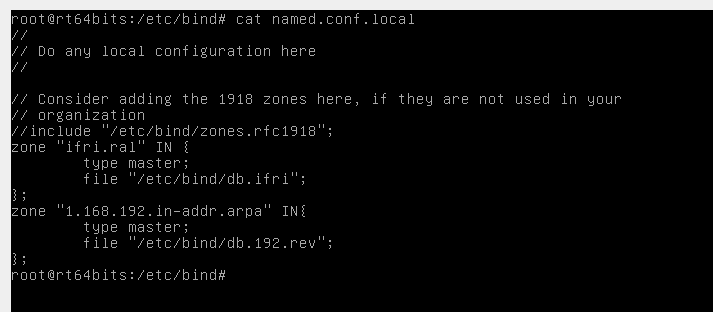 root@rt64bits:/etc/bind# cat named.conf.local
//
// Do any local configuration here
//
// Consider adding the 1918 zones here, if they are not used in your
// organization
//include "/etc/bind/zones.rfc1918";
zone "ifri.ral" IN {
type master;
file "/etc/bind/db.ifri";
};
zone "1.168.192.in-addr.arpa" IN{
type master;
file "/etc/bind/db.192.rev";
};
root@rt64bits:/etc/bind#